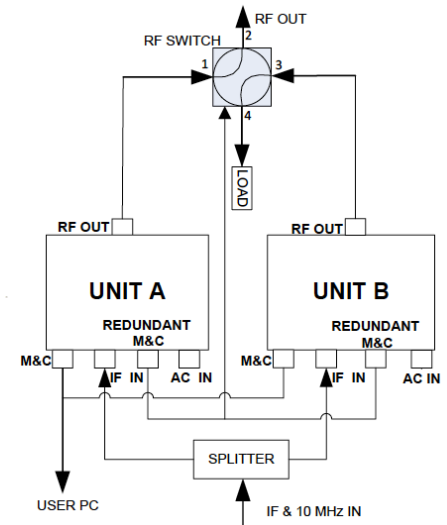 RF OUT
2
RF SWITCH
1
3
4
LOAD
RF OUT
RF OUT
UNIT A
UNIT B
REDUNDANT
M&C
REDUNDANT
M&C
M&C
IF IN
AC IN
M&C
IF IN
AC IN
SPLITTER
USER PC
IF & 10 MHz IN